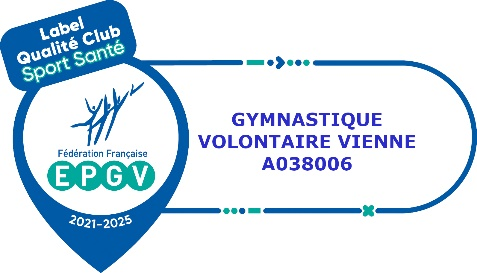 Label
Qualité Club
Sport Santé
Fédération Française
EPGV
2021-2025
GYMNASTIQUE
VOLONTAIRE VIENNE
A038006